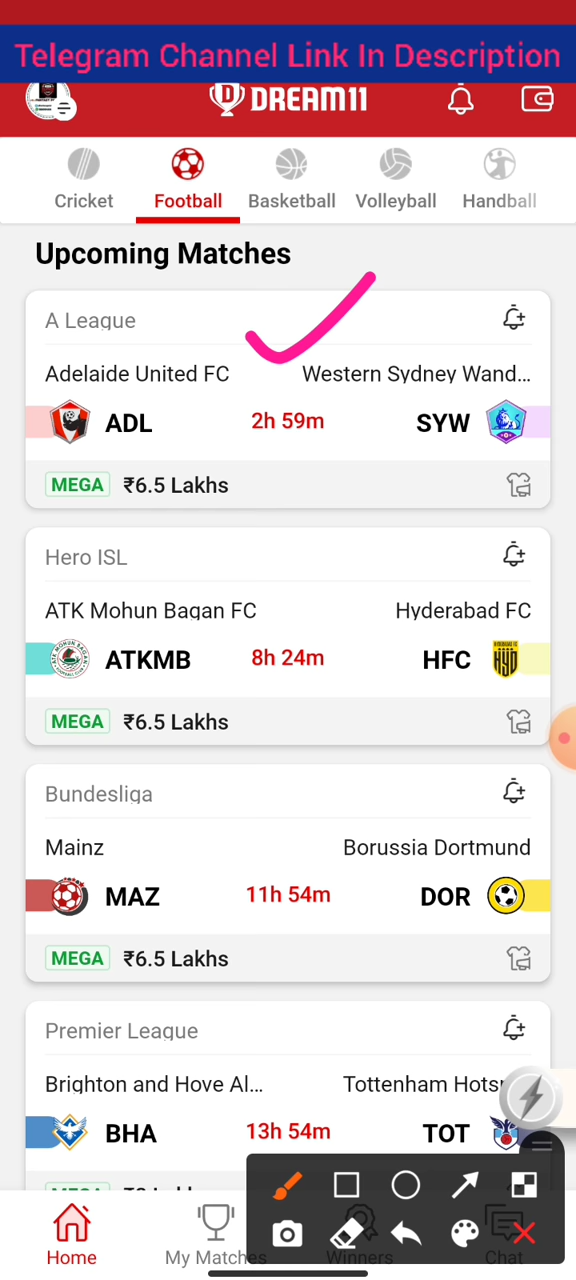 Telegram Channel Link In Description
DREAM11
Cricket Football Basketball Volleyball Handball
Upcoming Matches
A League
Adelaide United FC Western Sydney Wand...
ADL 2h 59m SYW
MEGA ₹6.5 Lakhs
Hero ISL
ATK Mohun Bagan FC Hyderabad FC
ATKMB 8h 24m HFC
MEGA ₹6.5 Lakhs
Bundesliga
Mainz Borussia Dortmund
MAZ 11h 54m DOR
MEGA ₹6.5 Lakhs
Premier League
Brighton and Hove Al... Tottenham Hots
BHA 13h 54m TOT
Home My Matches Winners Chat